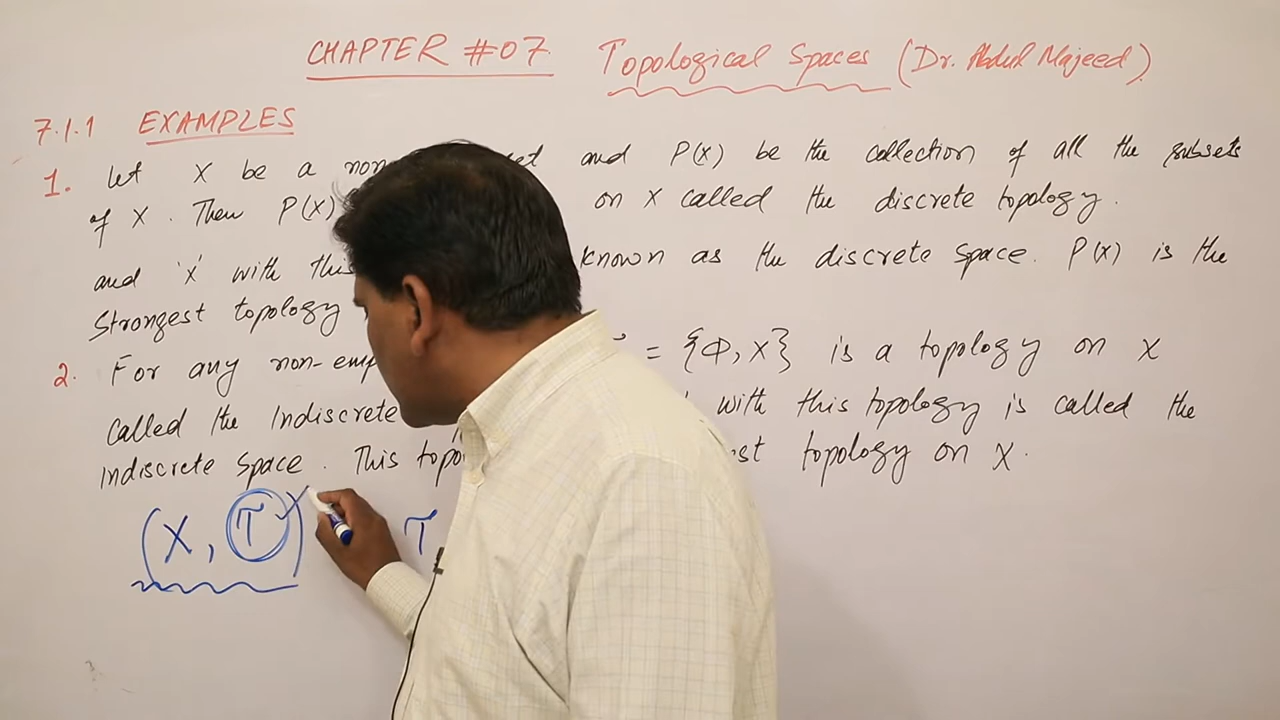 CHAPTER #07 Topological Spaces (Dr. Abdul Majeed)
7.1.1 EXAMPLES
1. Let X be a non and P(X) be the collection of all the subsets
of X. Then P(X) on X called the discrete topology.
and 'X' with this known as the discrete space. P(X) is the
Strongest topology
2. For any non-emp = {Φ, X} is a topology on X
Called the Indiscrete with this topology is called the
Indiscrete Space. This topo topology on X.
(X, T) T